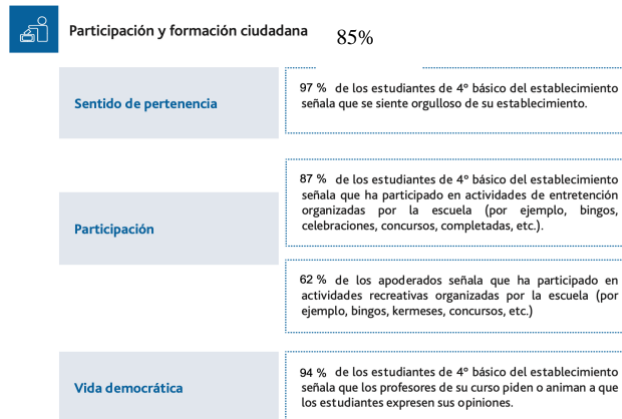 Participación y formación ciudadana 85%
Sentido de pertenencia
97 % de los estudiantes de 4° básico del establecimiento
señala que se siente orgulloso de su establecimiento.
Participación
87 % de los estudiantes de 4° básico del establecimiento
señala que ha participado en actividades de entretención
organizadas por la escuela (por ejemplo, bingos,
celebraciones, concursos, completadas, etc.).
62 % de los apoderados señala que ha participado en
actividades recreativas organizadas por la escuela (por
ejemplo, bingos, kermeses, concursos, etc.)
Vida democrática
94 % de los estudiantes de 4° básico del establecimiento
señala que los profesores de su curso piden o animan a que
los estudiantes expresen sus opiniones.